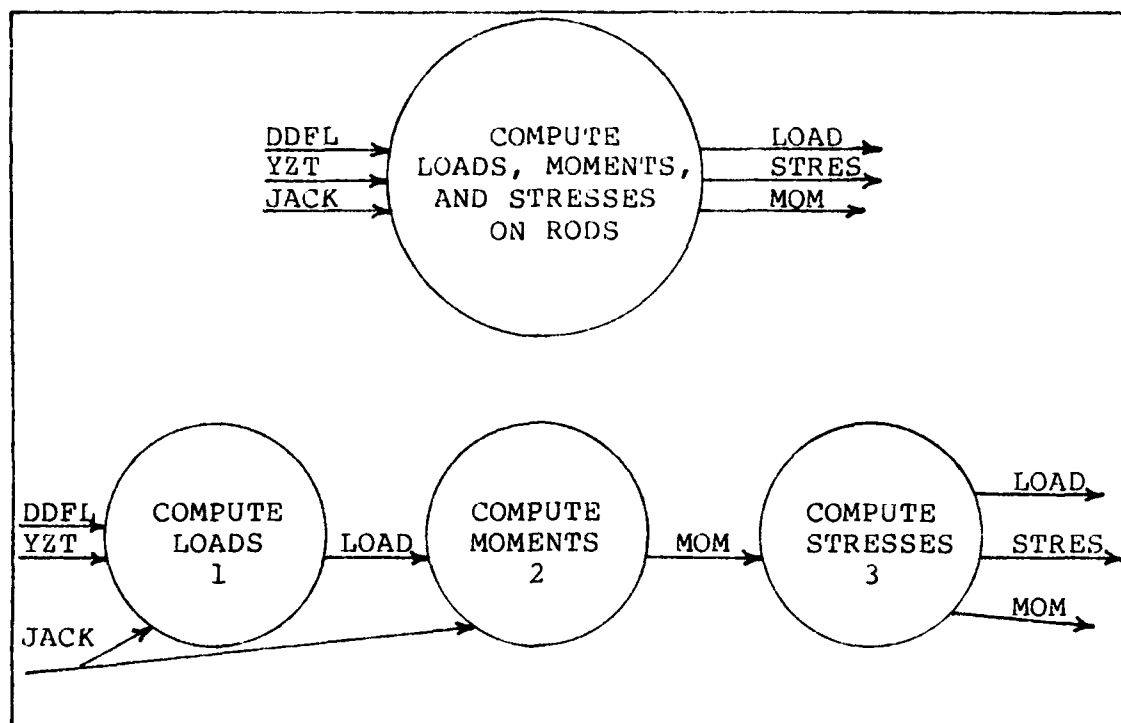 DDFL
YZT
JACK
COMPUTE
LOADS, MOMENTS,
AND STRESSES
ON RODS
LOAD
STRES
MOM
DDFL
YZT
JACK
COMPUTE
LOADS
1
LOAD
COMPUTE
MOMENTS
2
MOM
COMPUTE
STRESSES
3
LOAD
STRES
MOM